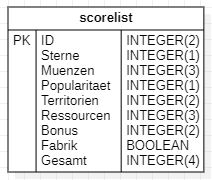 scorelist
PK ID INTEGER(2)
Sterne INTEGER(1)
Muenzen INTEGER(3)
Popularitaet INTEGER(1)
Territorien INTEGER(2)
Ressourcen INTEGER(3)
Bonus INTEGER(2)
Fabrik BOOLEAN
Gesamt INTEGER(4)